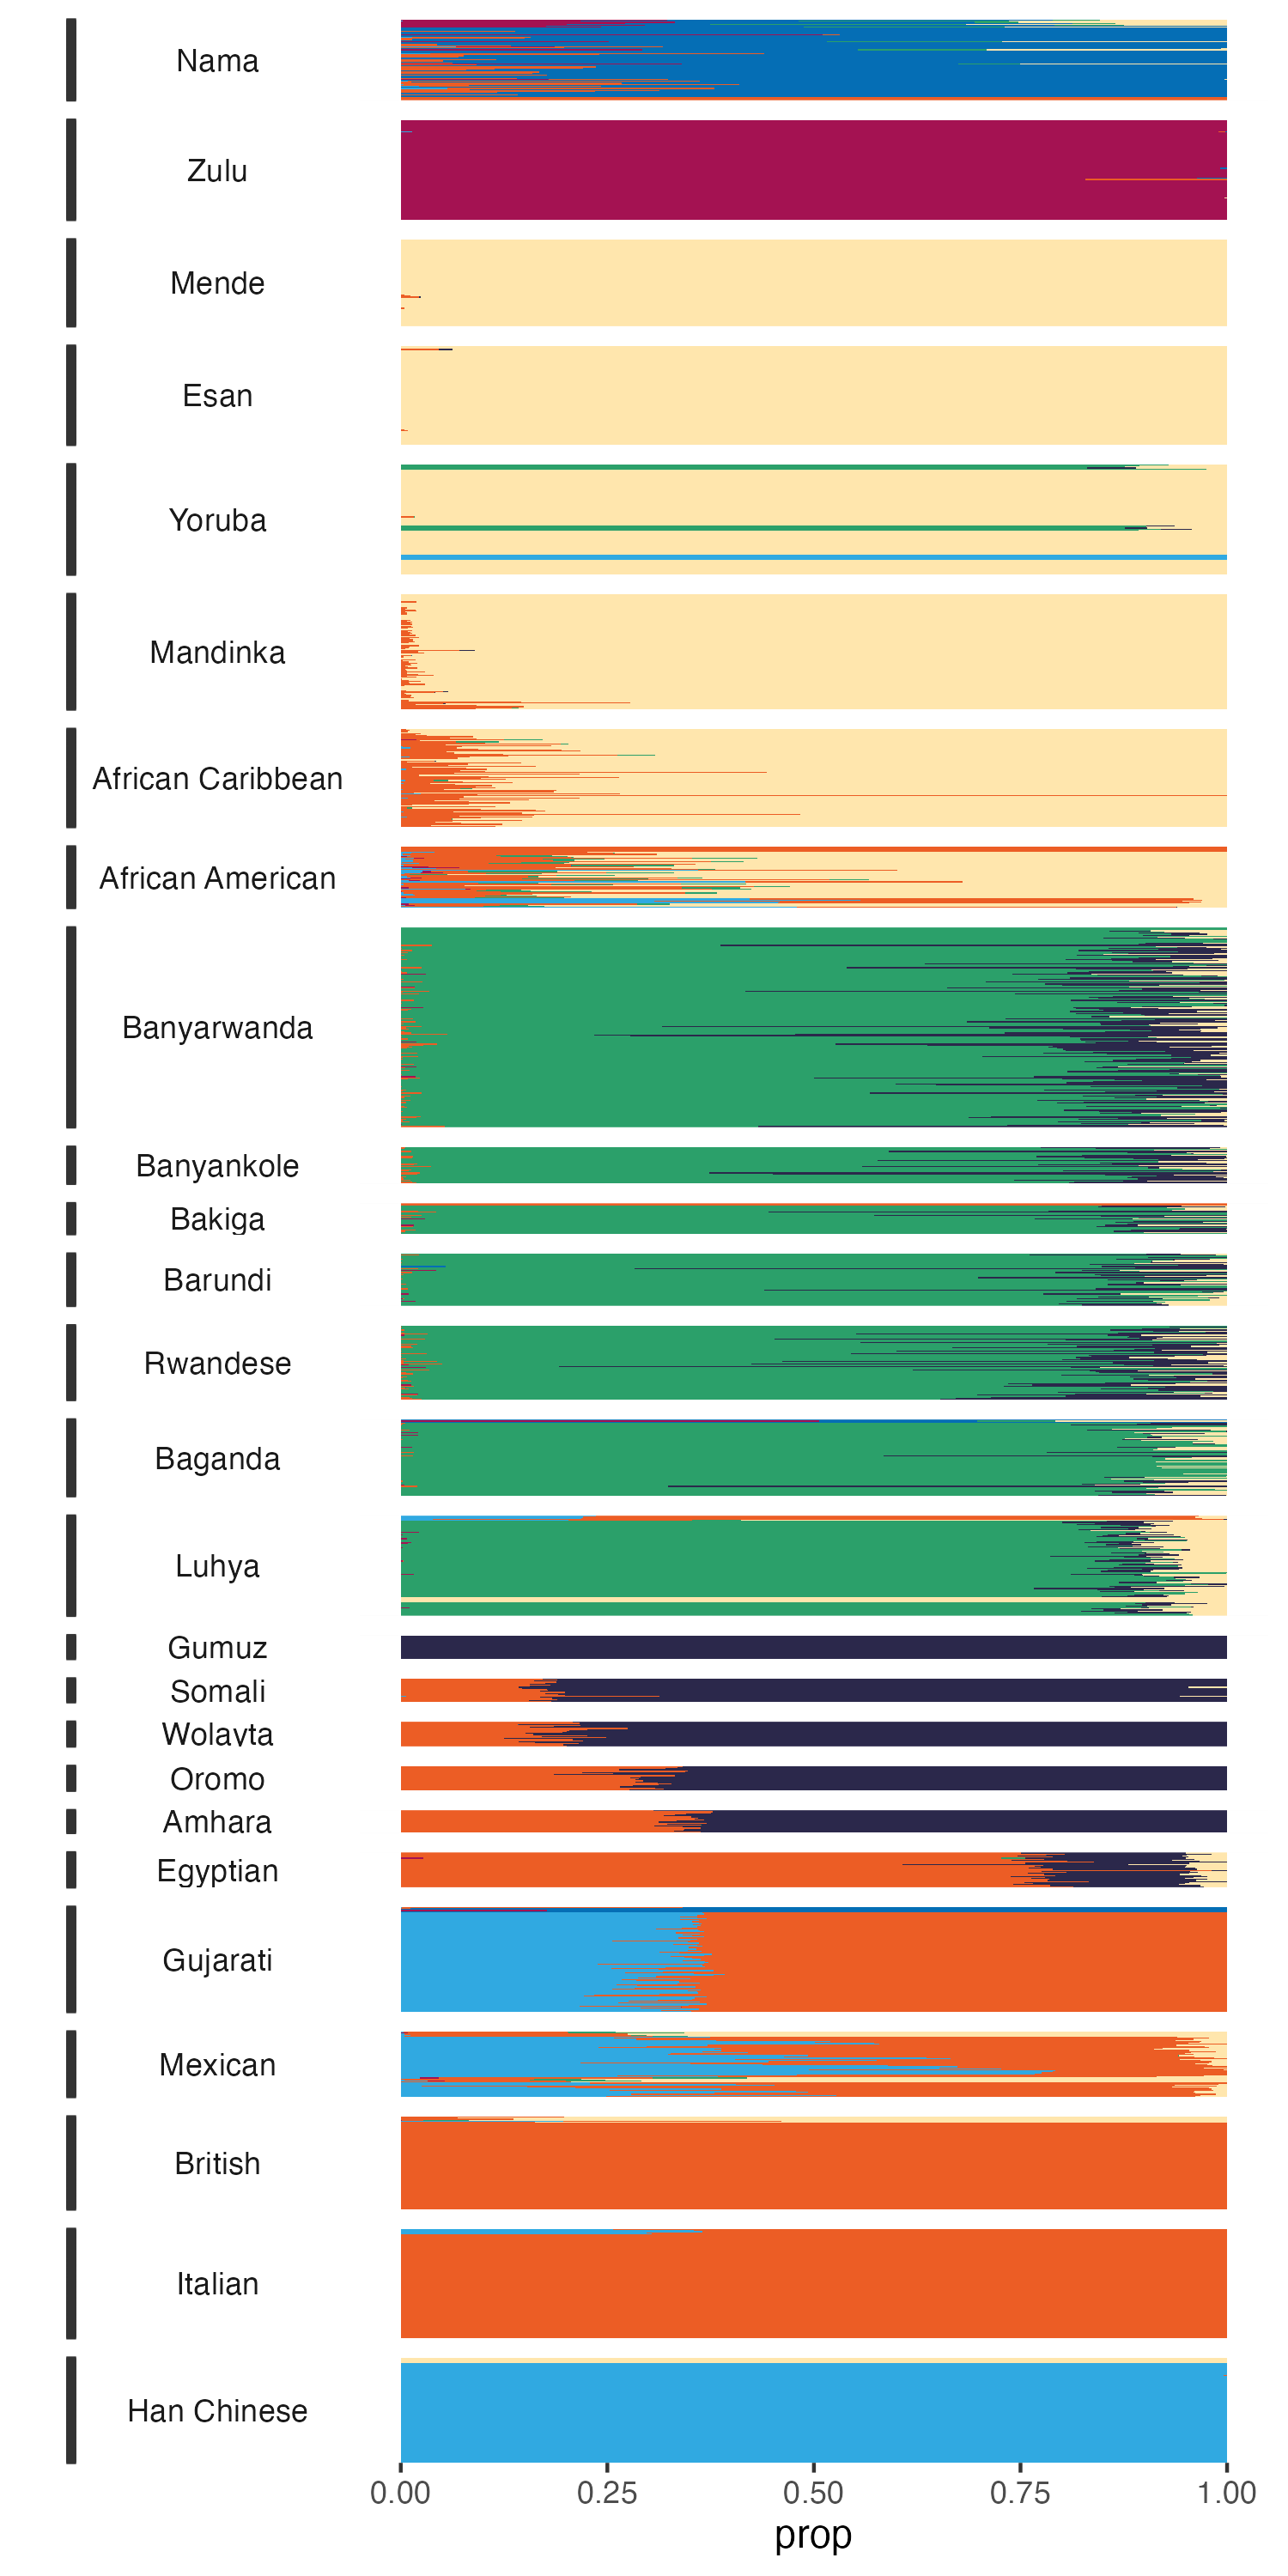 Nama
Zulu
Mende
Esan
Yoruba
Mandinka
African Caribbean
African American
Banyarwanda
Banyankole
Bakiga
Barundi
Rwandese
Baganda
Luhya
Gumuz
Somali
Wolayta
Oromo
Amhara
Egyptian
Gujarati
Mexican
British
Italian
Han Chinese
0.00 0.25 0.50 0.75 1.00
prop